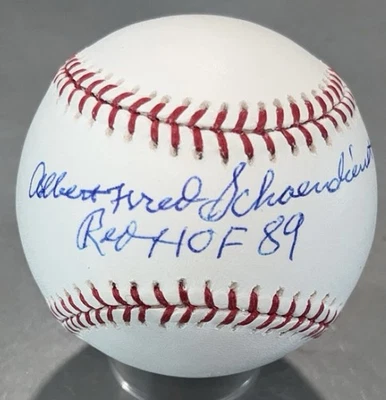 Albert Fred Schoendienst
Red HOF 89